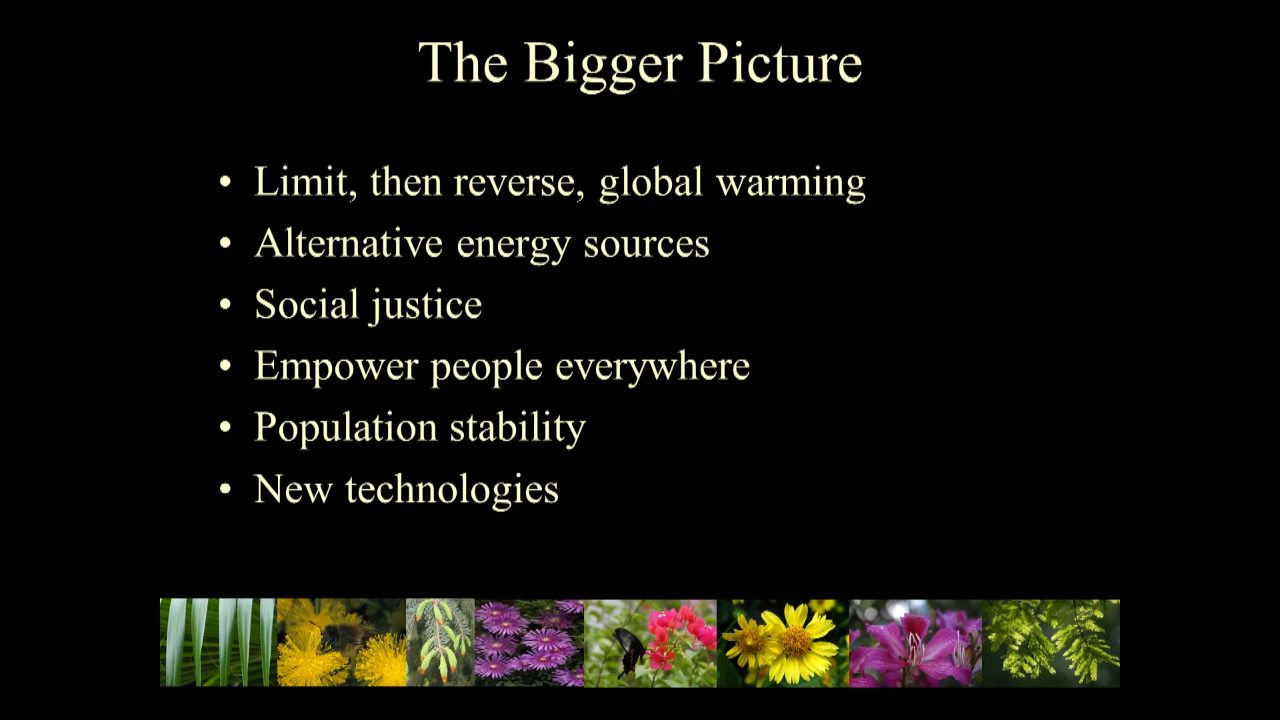 The Bigger Picture
• Limit, then reverse, global warming
• Alternative energy sources
• Social justice
• Empower people everywhere
• Population stability
• New technologies